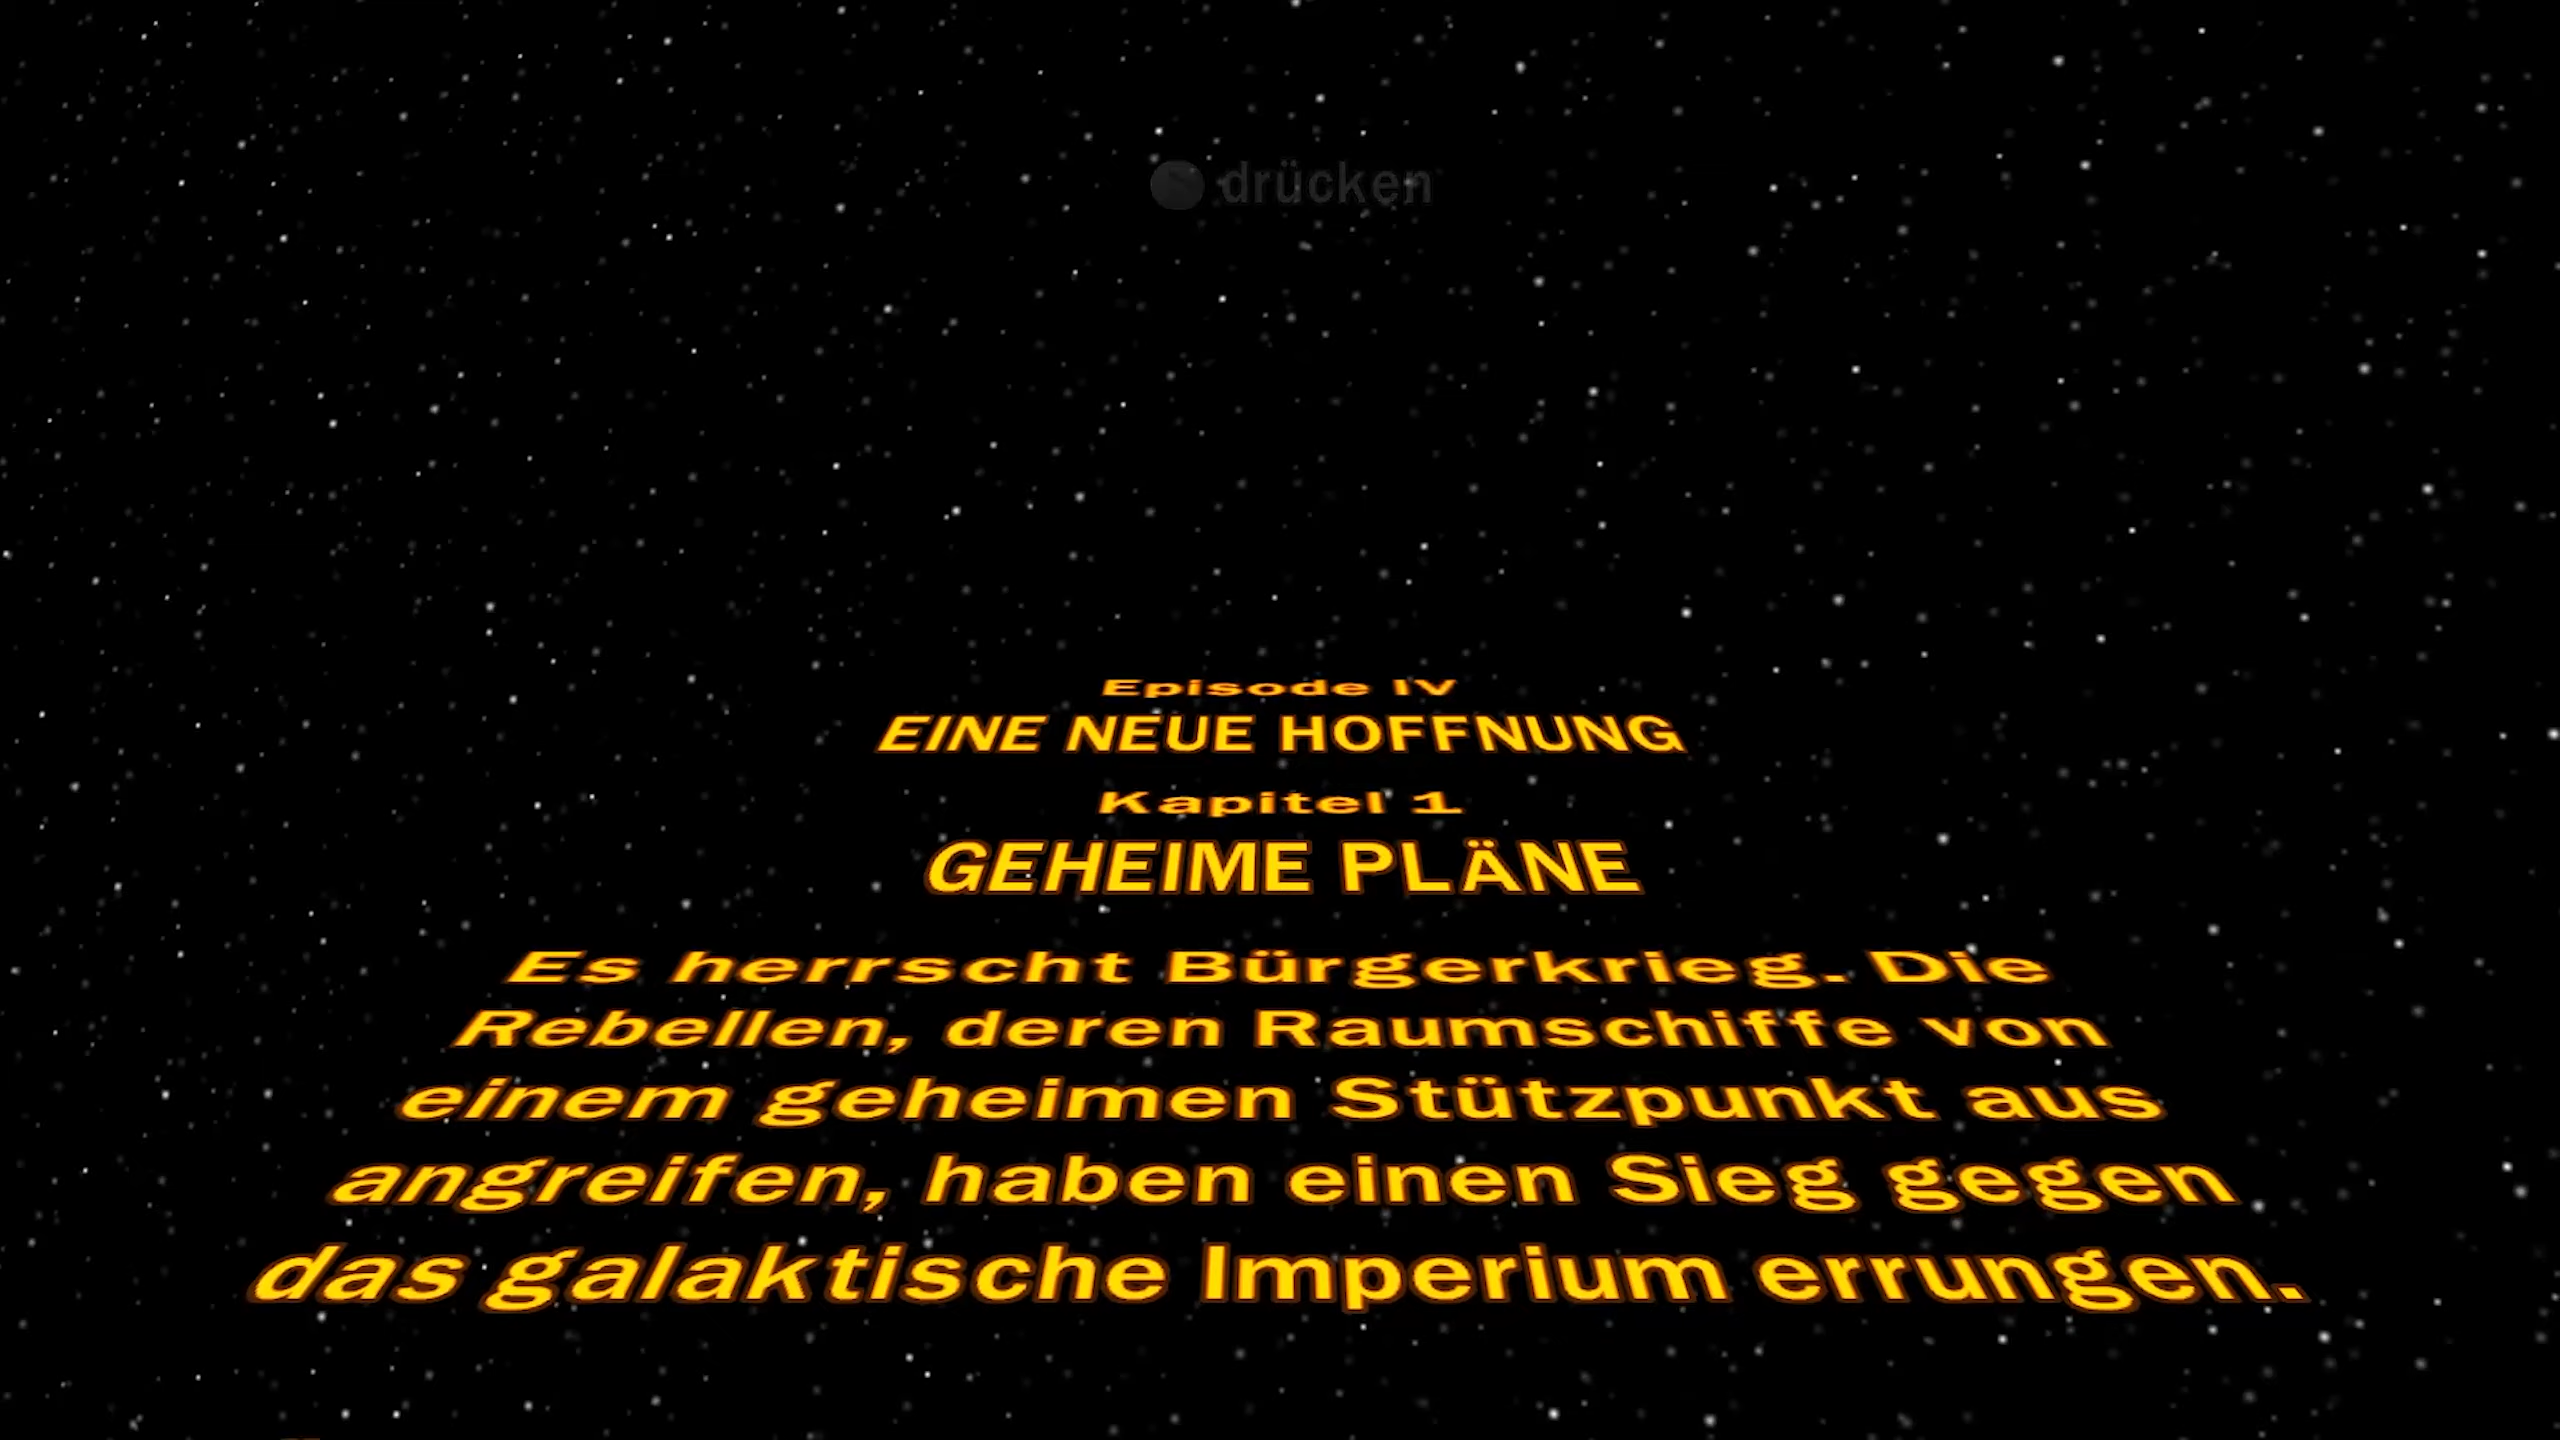 drücken
Episode IV
EINE NEUE HOFFNUNG
Kapitel 1
GEHEIME PLÄNE
Es herrscht Bürgerkrieg. Die
Rebellen, deren Raumschiffe von
einem geheimen Stützpunkt aus
angreifen, haben einen Sieg gegen
das galaktische Imperium errungen.